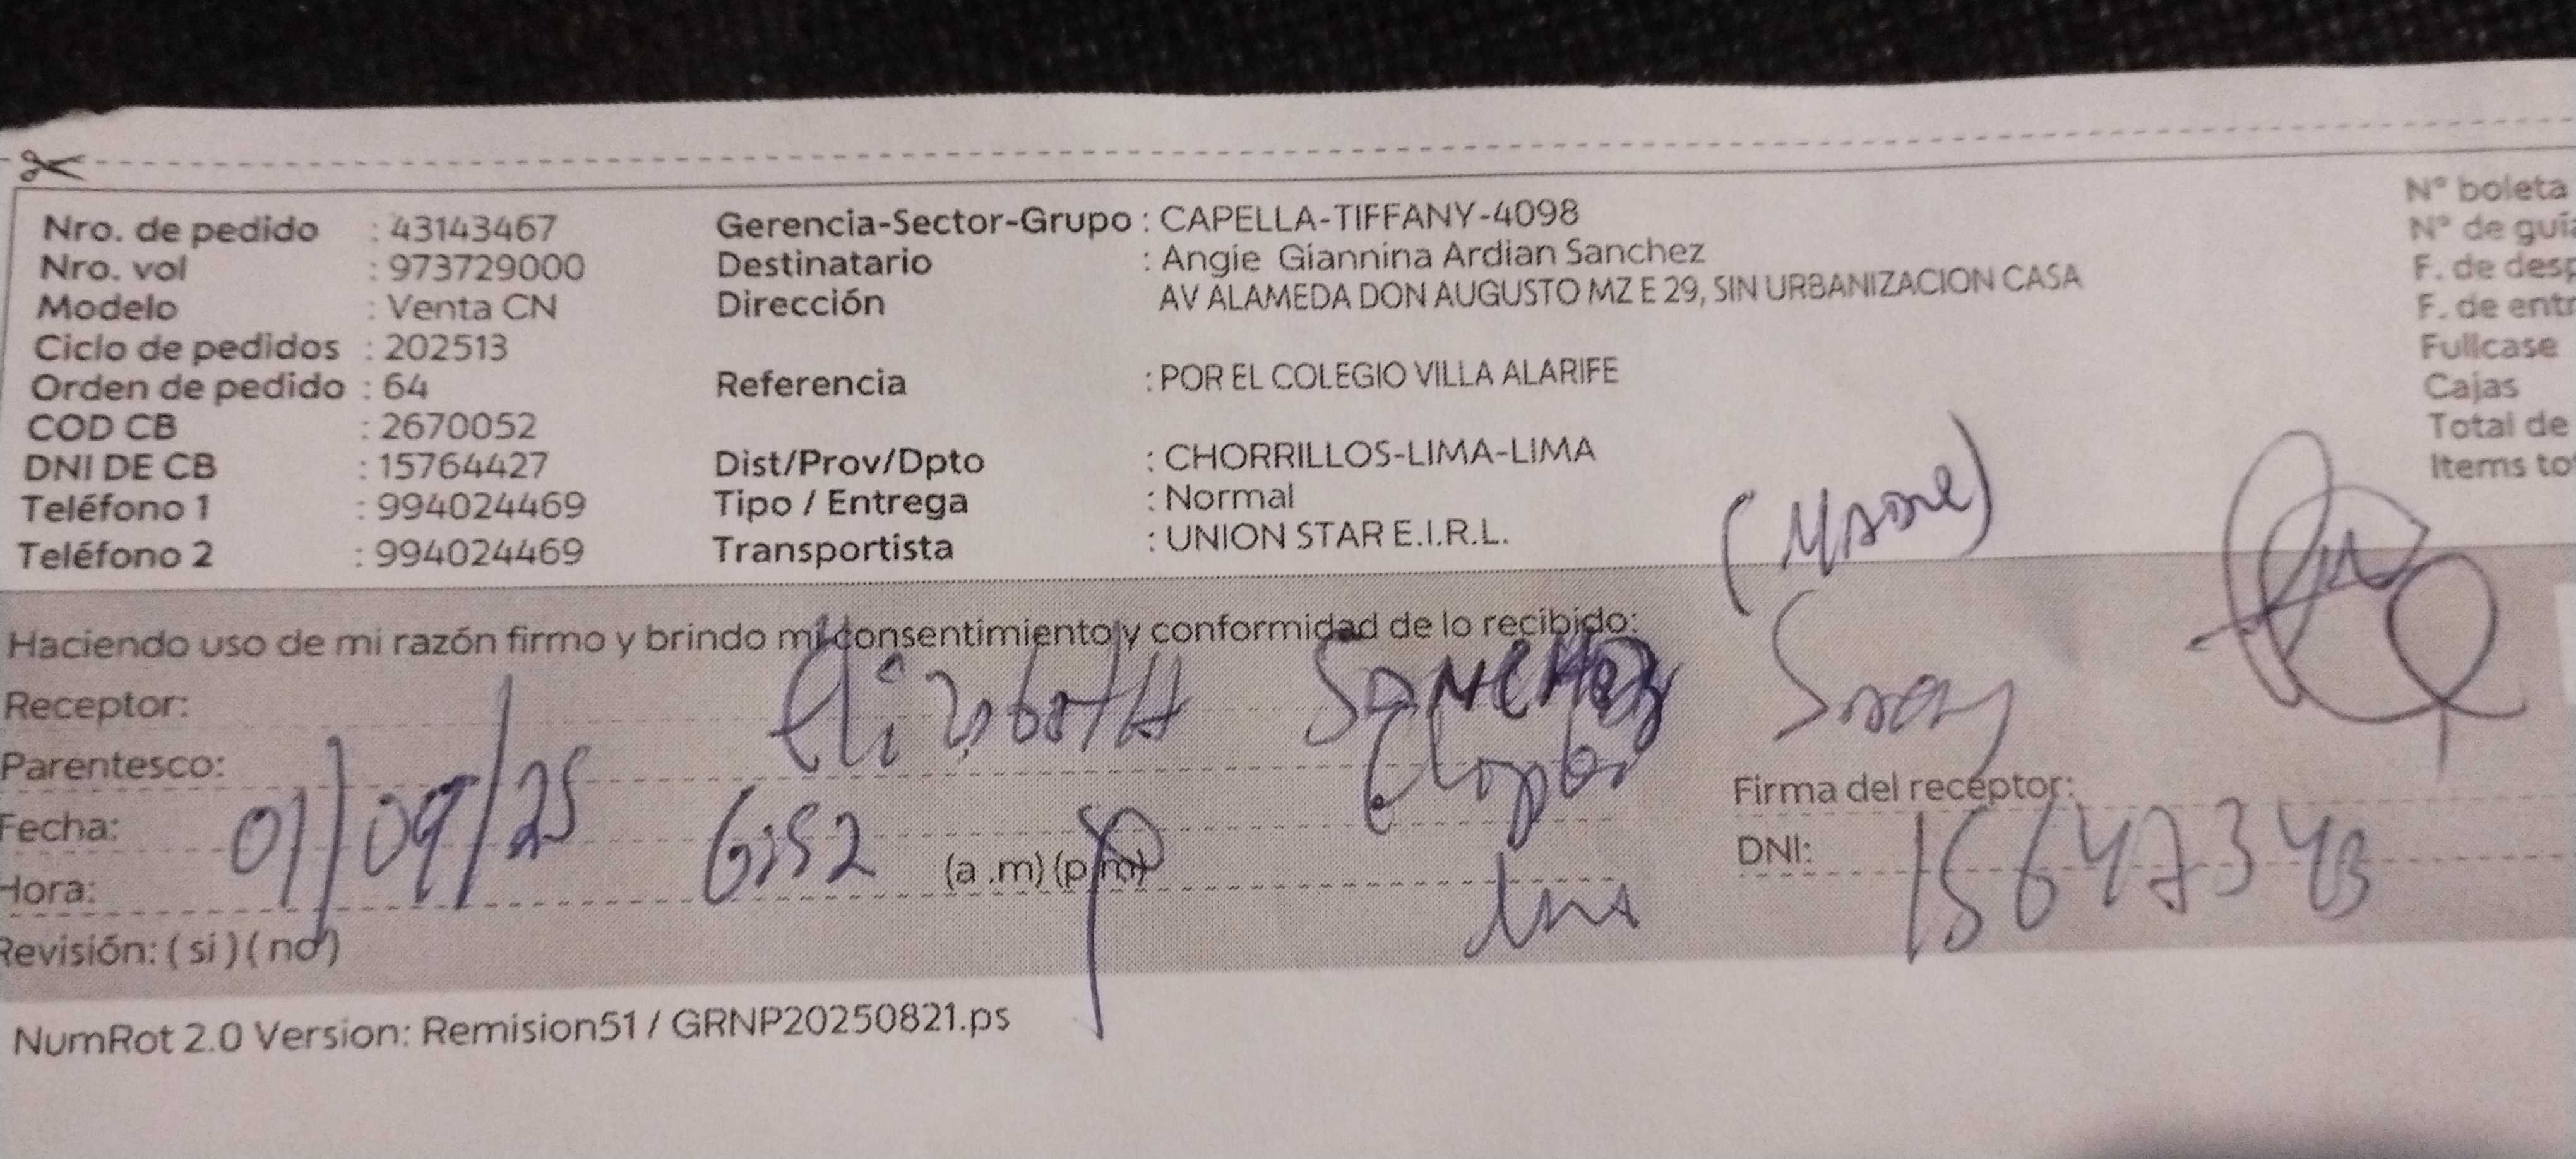 Nro. de pedido : 43143467
Nro. vol : 973729000
Modelo : Venta CN
Ciclo de pedidos : 202513
Orden de pedido : 64
COD CB : 2670052
DNI DE CB : 15764427
Teléfono 1 : 994024469
Teléfono 2 : 994024469
Gerencia-Sector-Grupo : CAPELLA-TIFFANY-4098
Destinatario : Angie Giannina Ardian Sanchez
Dirección AV ALAMEDA DON AUGUSTO MZ E 29, SIN URBANIZACION CASA
Referencia : POR EL COLEGIO VILLA ALARIFE
Dist/Prov/Dpto : CHORRILLOS-LIMA-LIMA
Tipo / Entrega : Normal
Transportista : UNION STAR E.I.R.L.
N° boleta
N° de guía
F. de desp
F. de entr
Fullcase
Cajas
Total de
Items to
(MADRE)
Haciendo uso de mi razón firmo y brindo mi consentimiento y conformidad de lo recibido:
Receptor: Elizabeth SANCHEZ
Parentesco:
Firma del receptor:
Fecha: 01/09/25 6:52
DNI: 15647343
Hora: (a .m) (p.m)
Revisión: ( si ) ( no )
NumRot 2.0 Version: Remision51 / GRNP20250821.ps